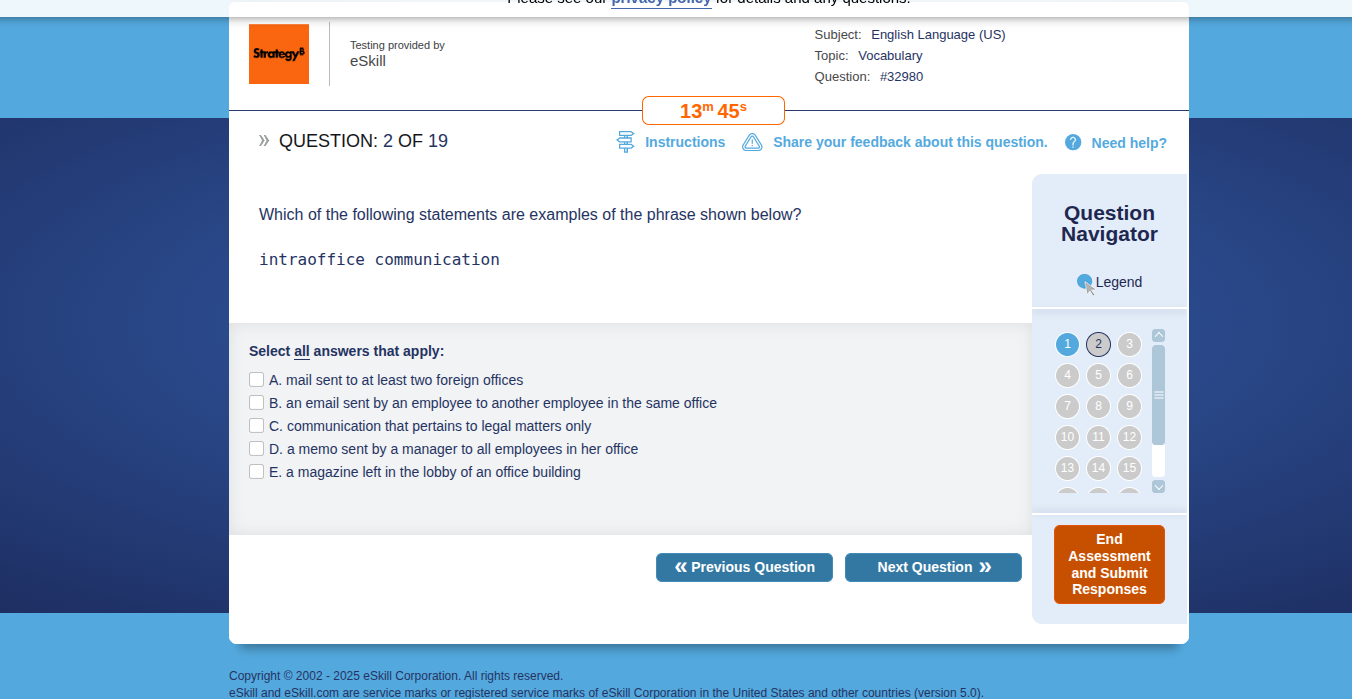 Please see our privacy policy for details and any questions.
StrategyB
Testing provided by
eSkill
Subject: English Language (US)
Topic: Vocabulary
Question: #32980
13m 45s
QUESTION: 2 OF 19
Instructions
Share your feedback about this question.
Need help?
Which of the following statements are examples of the phrase shown below?
intraoffice communication
Select all answers that apply:
A. mail sent to at least two foreign offices
B. an email sent by an employee to another employee in the same office
C. communication that pertains to legal matters only
D. a memo sent by a manager to all employees in her office
E. a magazine left in the lobby of an office building
« Previous Question
Next Question »
Question
Navigator
Legend
1 2 3
4 5 6
7 8 9
10 11 12
13 14 15
End
Assessment
and Submit
Responses
Copyright © 2002 - 2025 eSkill Corporation. All rights reserved.
eSkill and eSkill.com are service marks or registered service marks of eSkill Corporation in the United States and other countries (version 5.0).